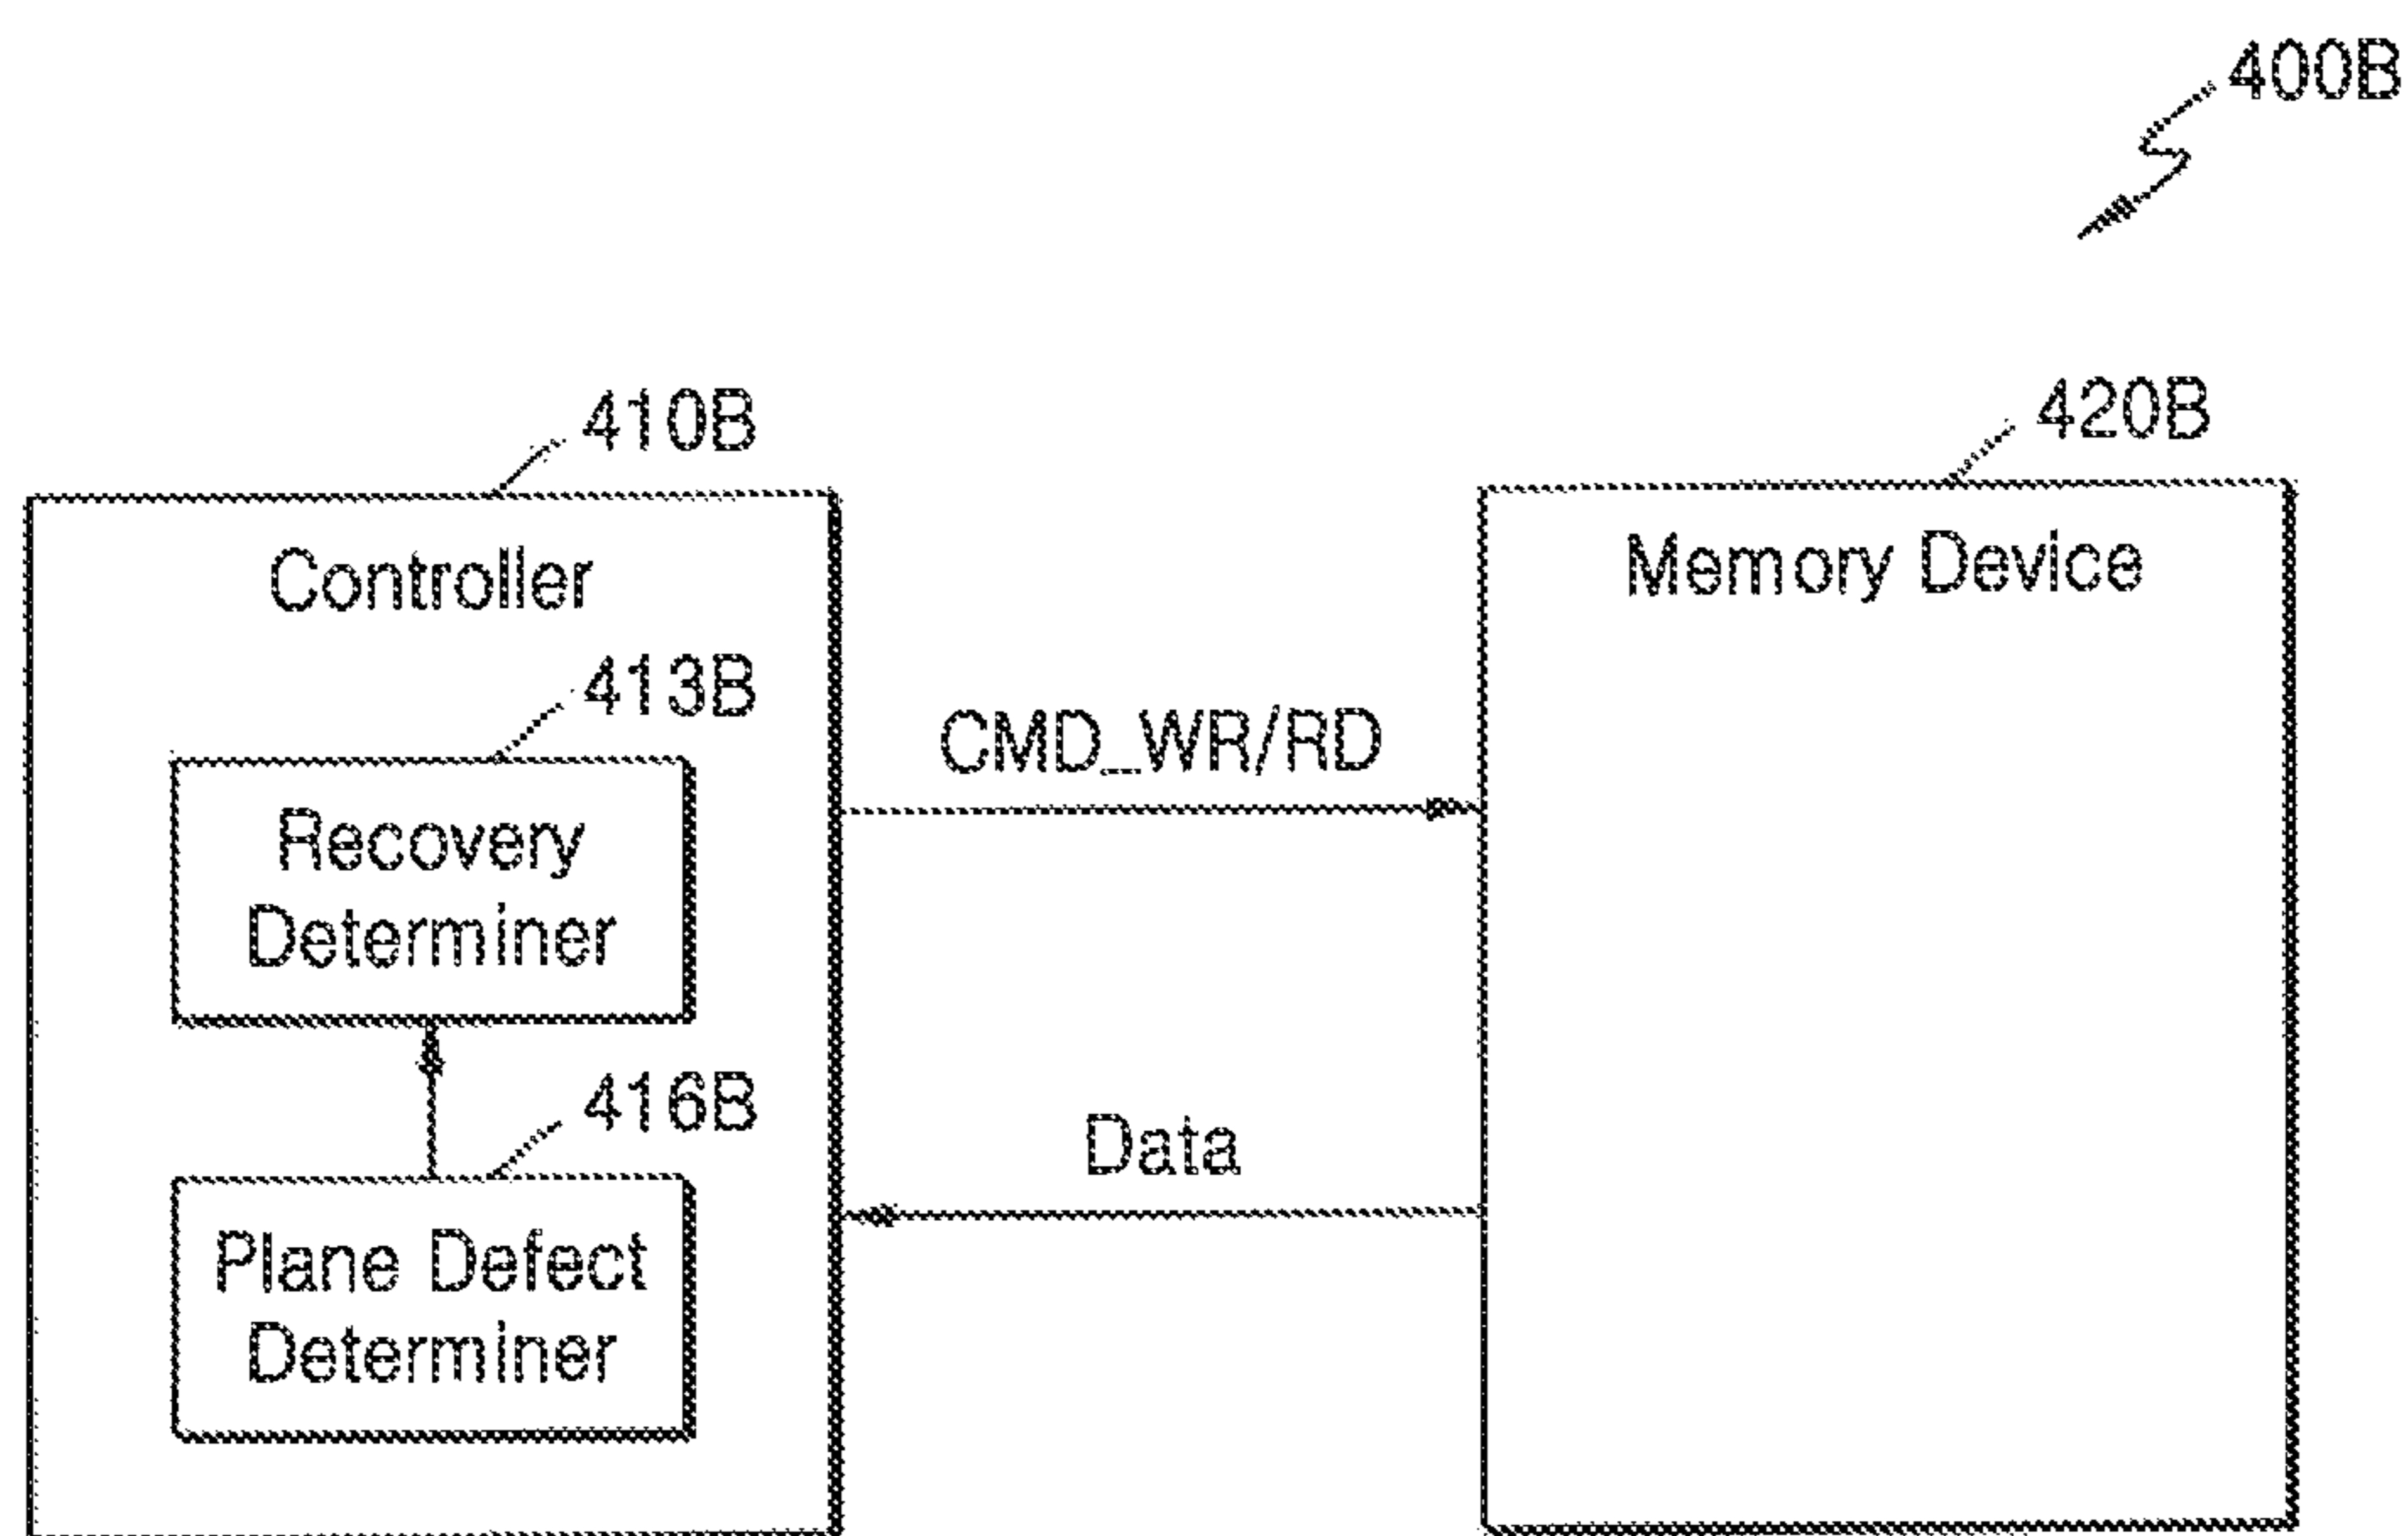 400B
410B
420B
Controller
Memory Device
413B
CMD_WR/RD
Recovery
Determiner
416B
Data
Plane Defect
Determiner